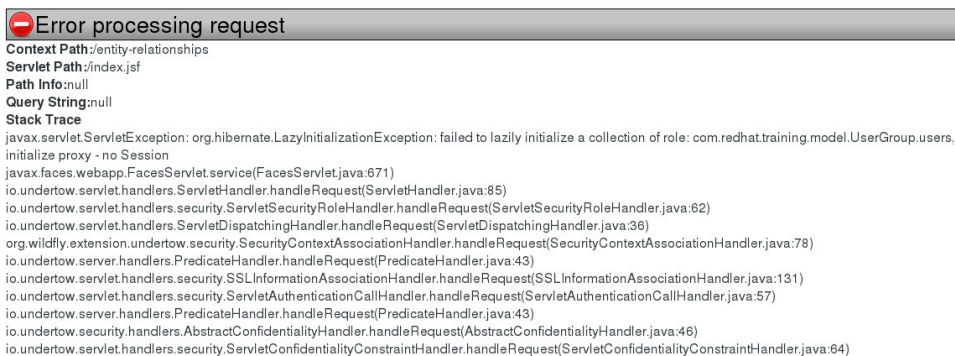 Error processing request
Context Path:/entity-relationships
Servlet Path:/index.jsf
Path Info:null
Query String:null
Stack Trace
javax.servlet.ServletException: org.hibernate.LazyInitializationException: failed to lazily initialize a collection of role: com.redhat.training.model.UserGroup.users,
initialize proxy - no Session
javax.faces.webapp.FacesServlet.service(FacesServlet.java:671)
io.undertow.servlet.handlers.ServletHandler.handleRequest(ServletHandler.java:85)
io.undertow.servlet.handlers.security.ServletSecurityRoleHandler.handleRequest(ServletSecurityRoleHandler.java:62)
io.undertow.servlet.handlers.ServletDispatchingHandler.handleRequest(ServletDispatchingHandler.java:36)
org.wildfly.extension.undertow.security.SecurityContextAssociationHandler.handleRequest(SecurityContextAssociationHandler.java:78)
io.undertow.server.handlers.PredicateHandler.handleRequest(PredicateHandler.java:43)
io.undertow.servlet.handlers.security.SSLInformationAssociationHandler.handleRequest(SSLInformationAssociationHandler.java:131)
io.undertow.servlet.handlers.security.ServletAuthenticationCallHandler.handleRequest(ServletAuthenticationCallHandler.java:57)
io.undertow.server.handlers.PredicateHandler.handleRequest(PredicateHandler.java:43)
io.undertow.security.handlers.AbstractConfidentialityHandler.handleRequest(AbstractConfidentialityHandler.java:46)
io.undertow.servlet.handlers.security.ServletConfidentialityConstraintHandler.handleRequest(ServletConfidentialityConstraintHandler.java:64)